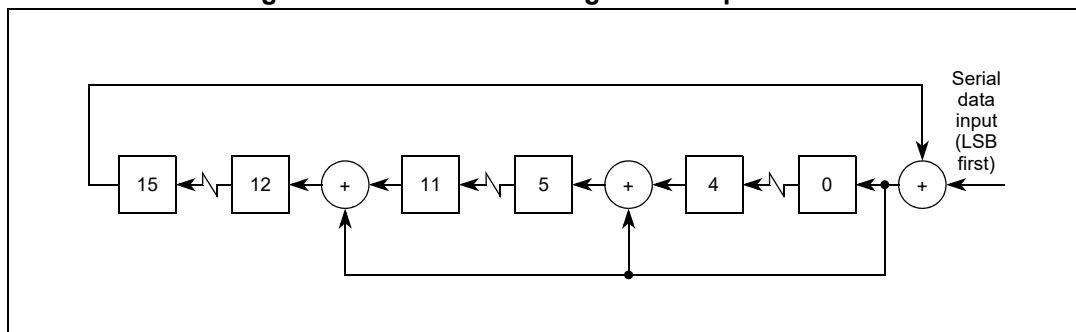 Serial
data
input
(LSB
first)
15
12
+
11
5
+
4
0
+